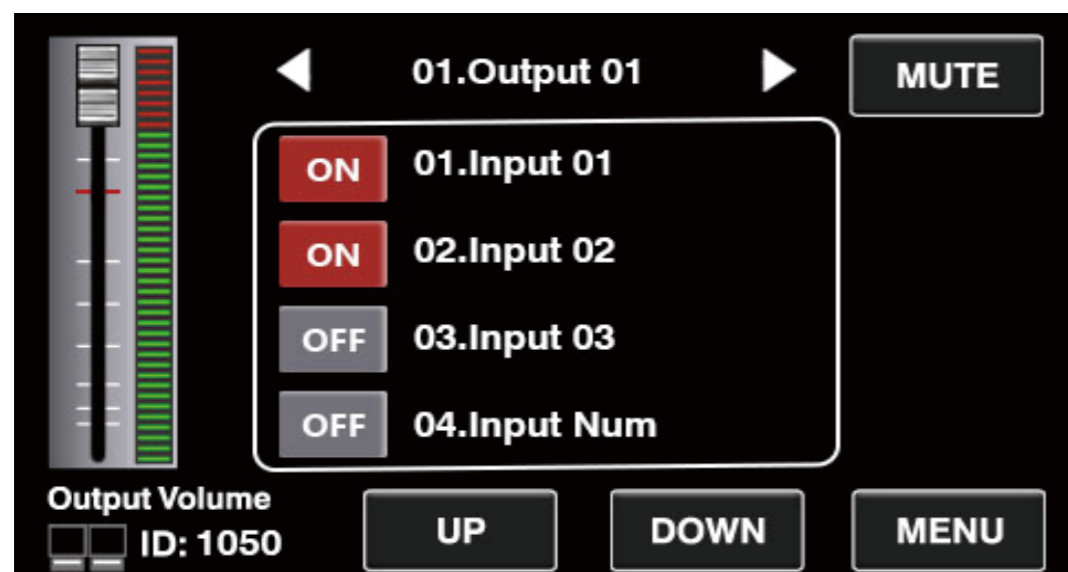 01.Output 01
MUTE
ON 01.Input 01
ON 02.Input 02
OFF 03.Input 03
OFF 04.Input Num
Output Volume
ID: 1050
UP
DOWN
MENU